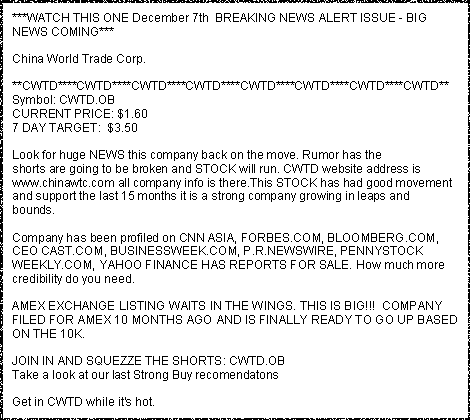 ***WATCH THIS ONE December 7th  BREAKING NEWS ALERT ISSUE - BIG
NEWS COMING***
China World Trade Corp.
**CWTD****CWTD****CWTD****CWTD****CWTD****CWTD****CWTD****CWTD**
Symbol: CWTD.OB
CURRENT PRICE: $1.60
7 DAY TARGET:  $3.50
Look for huge NEWS this company back on the move. Rumor has the
shorts are going to be broken and STOCK will run. CWTD website address is
www.chinawtc.com all company info is there.This STOCK has had good movement
and support the last 15 months it is a strong company growing in leaps and
bounds.
Company has been profiled on CNN ASIA, FORBES.COM, BLOOMBERG.COM,
CEO CAST.COM, BUSINESSWEEK.COM, P.R.NEWSWIRE, PENNYSTOCK
WEEKLY.COM, YAHOO FINANCE HAS REPORTS FOR SALE. How much more
credibility do you need.
AMEX EXCHANGE LISTING WAITS IN THE WINGS. THIS IS BIG!!!  COMPANY
FILED FOR AMEX 10 MONTHS AGO AND IS FINALLY READY TO GO UP BASED
ON THE 10K.
JOIN IN AND SQUEZZE THE SHORTS: CWTD.OB
Take a look at our last Strong Buy recomendatons
Get in CWTD while it's hot.